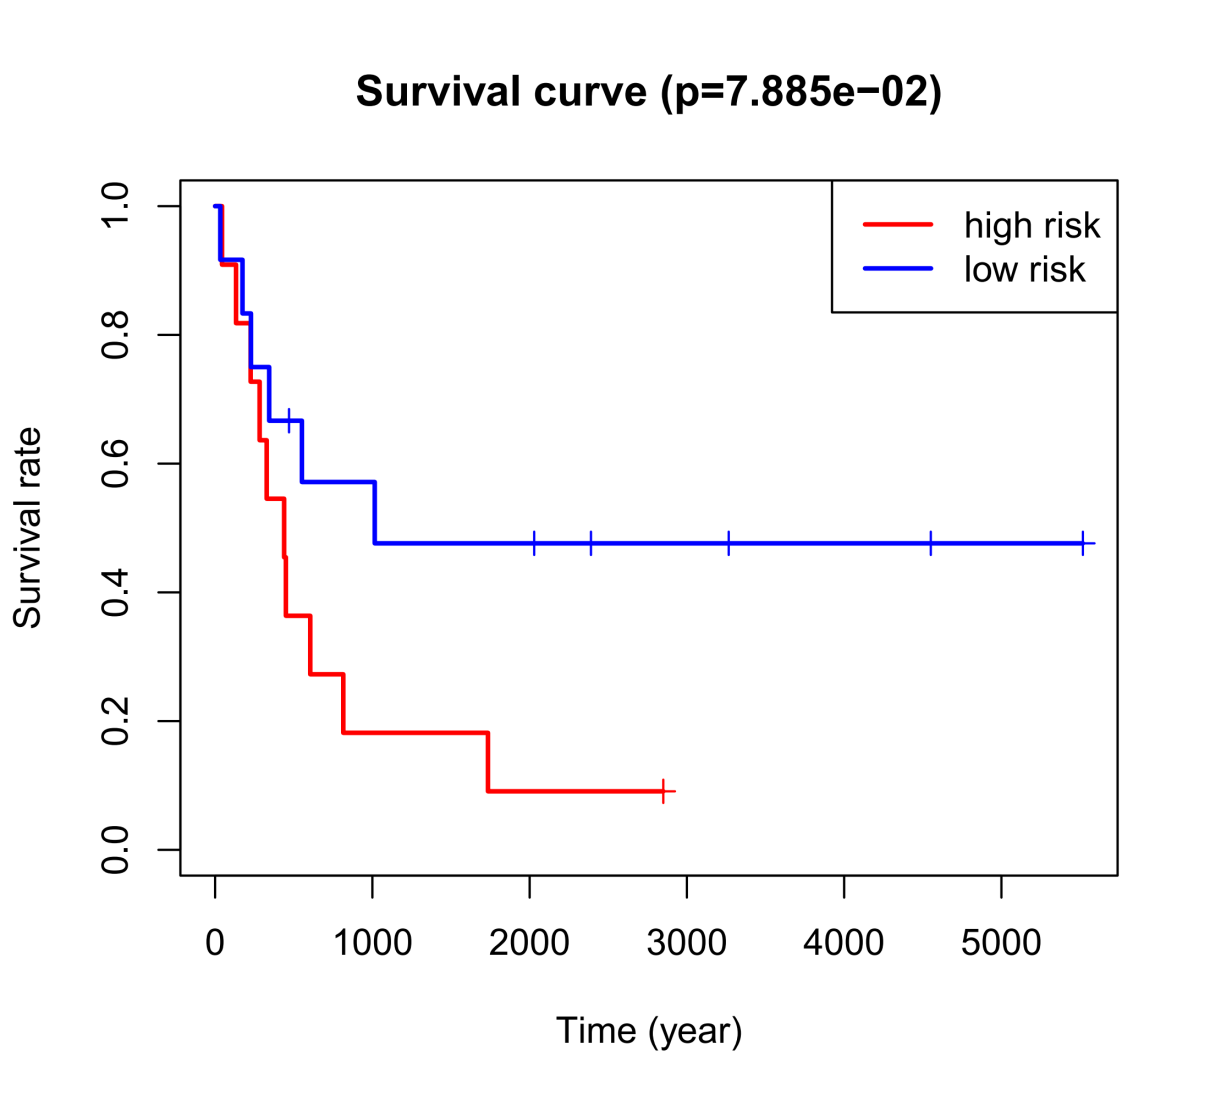 Survival curve (p=7.885e−02)
high risk
low risk
Survival rate
1.0
0.8
0.6
0.4
0.2
0.0
0 1000 2000 3000 4000 5000
Time (year)